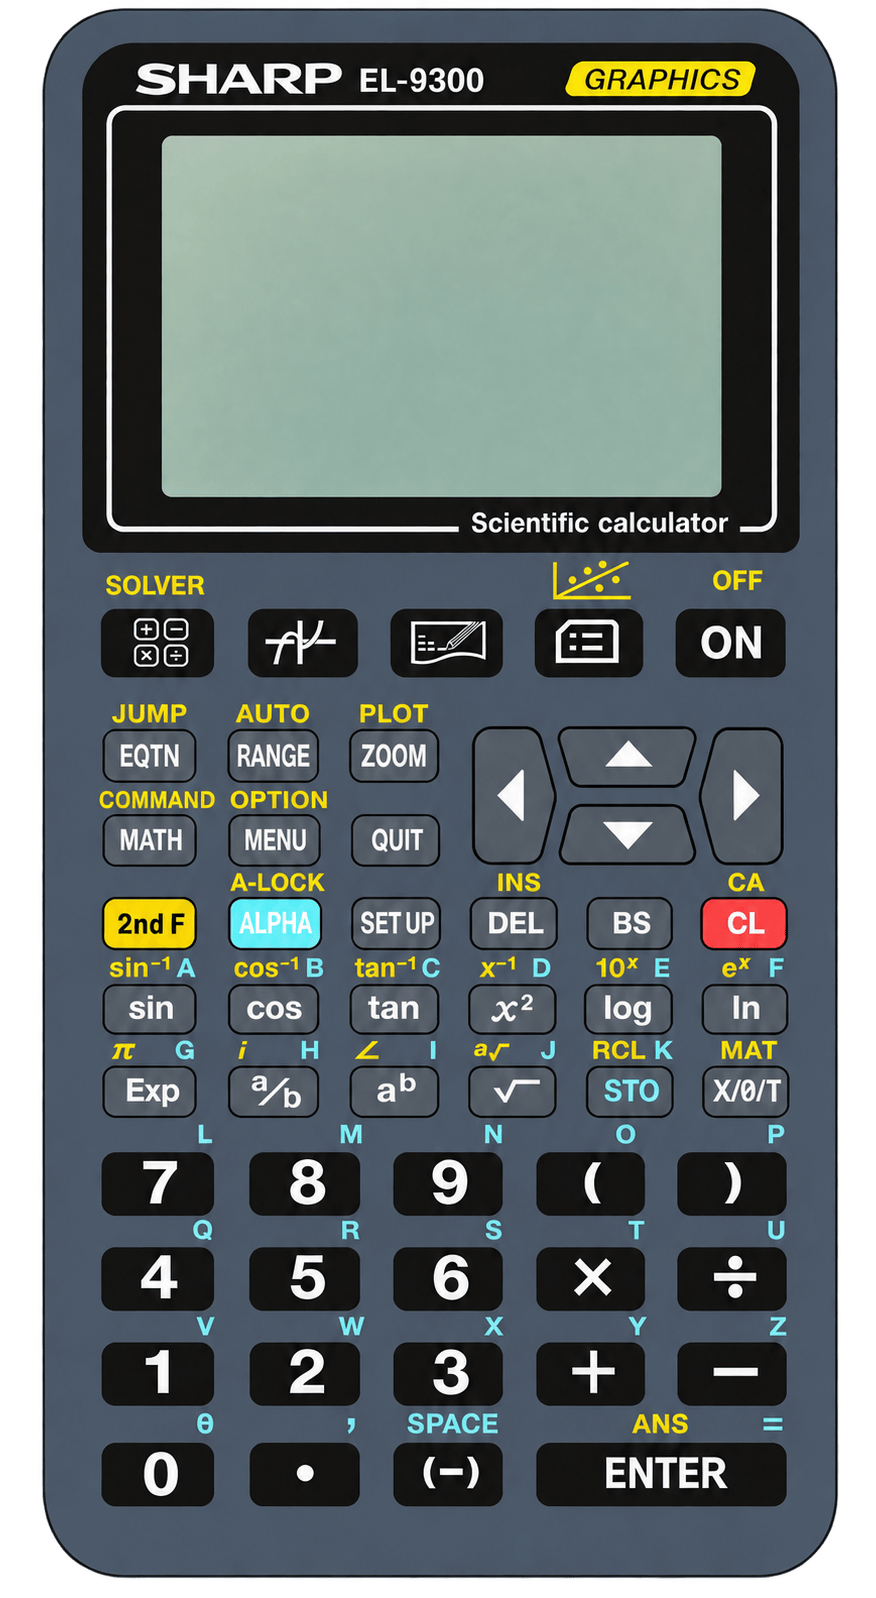 SHARP EL-9300 GRAPHICS
Scientific calculator
SOLVER OFF
+ − ON
× ÷
JUMP AUTO PLOT
EQTN RANGE ZOOM
COMMAND OPTION
MATH MENU QUIT
A-LOCK INS CA
2nd F ALPHA SET UP DEL BS CL
sin⁻¹ A cos⁻¹ B tan⁻¹ C x⁻¹ D 10ˣ E eˣ F
sin cos tan x² log ln
π G i H ∠ I a√ J RCL K MAT
Exp a/b aᵇ √ STO X/θ/T
L M N O P
7 8 9 ( )
Q R S T U
4 5 6 × ÷
V W X Y Z
1 2 3 + −
θ , SPACE ANS =
0 • (−) ENTER